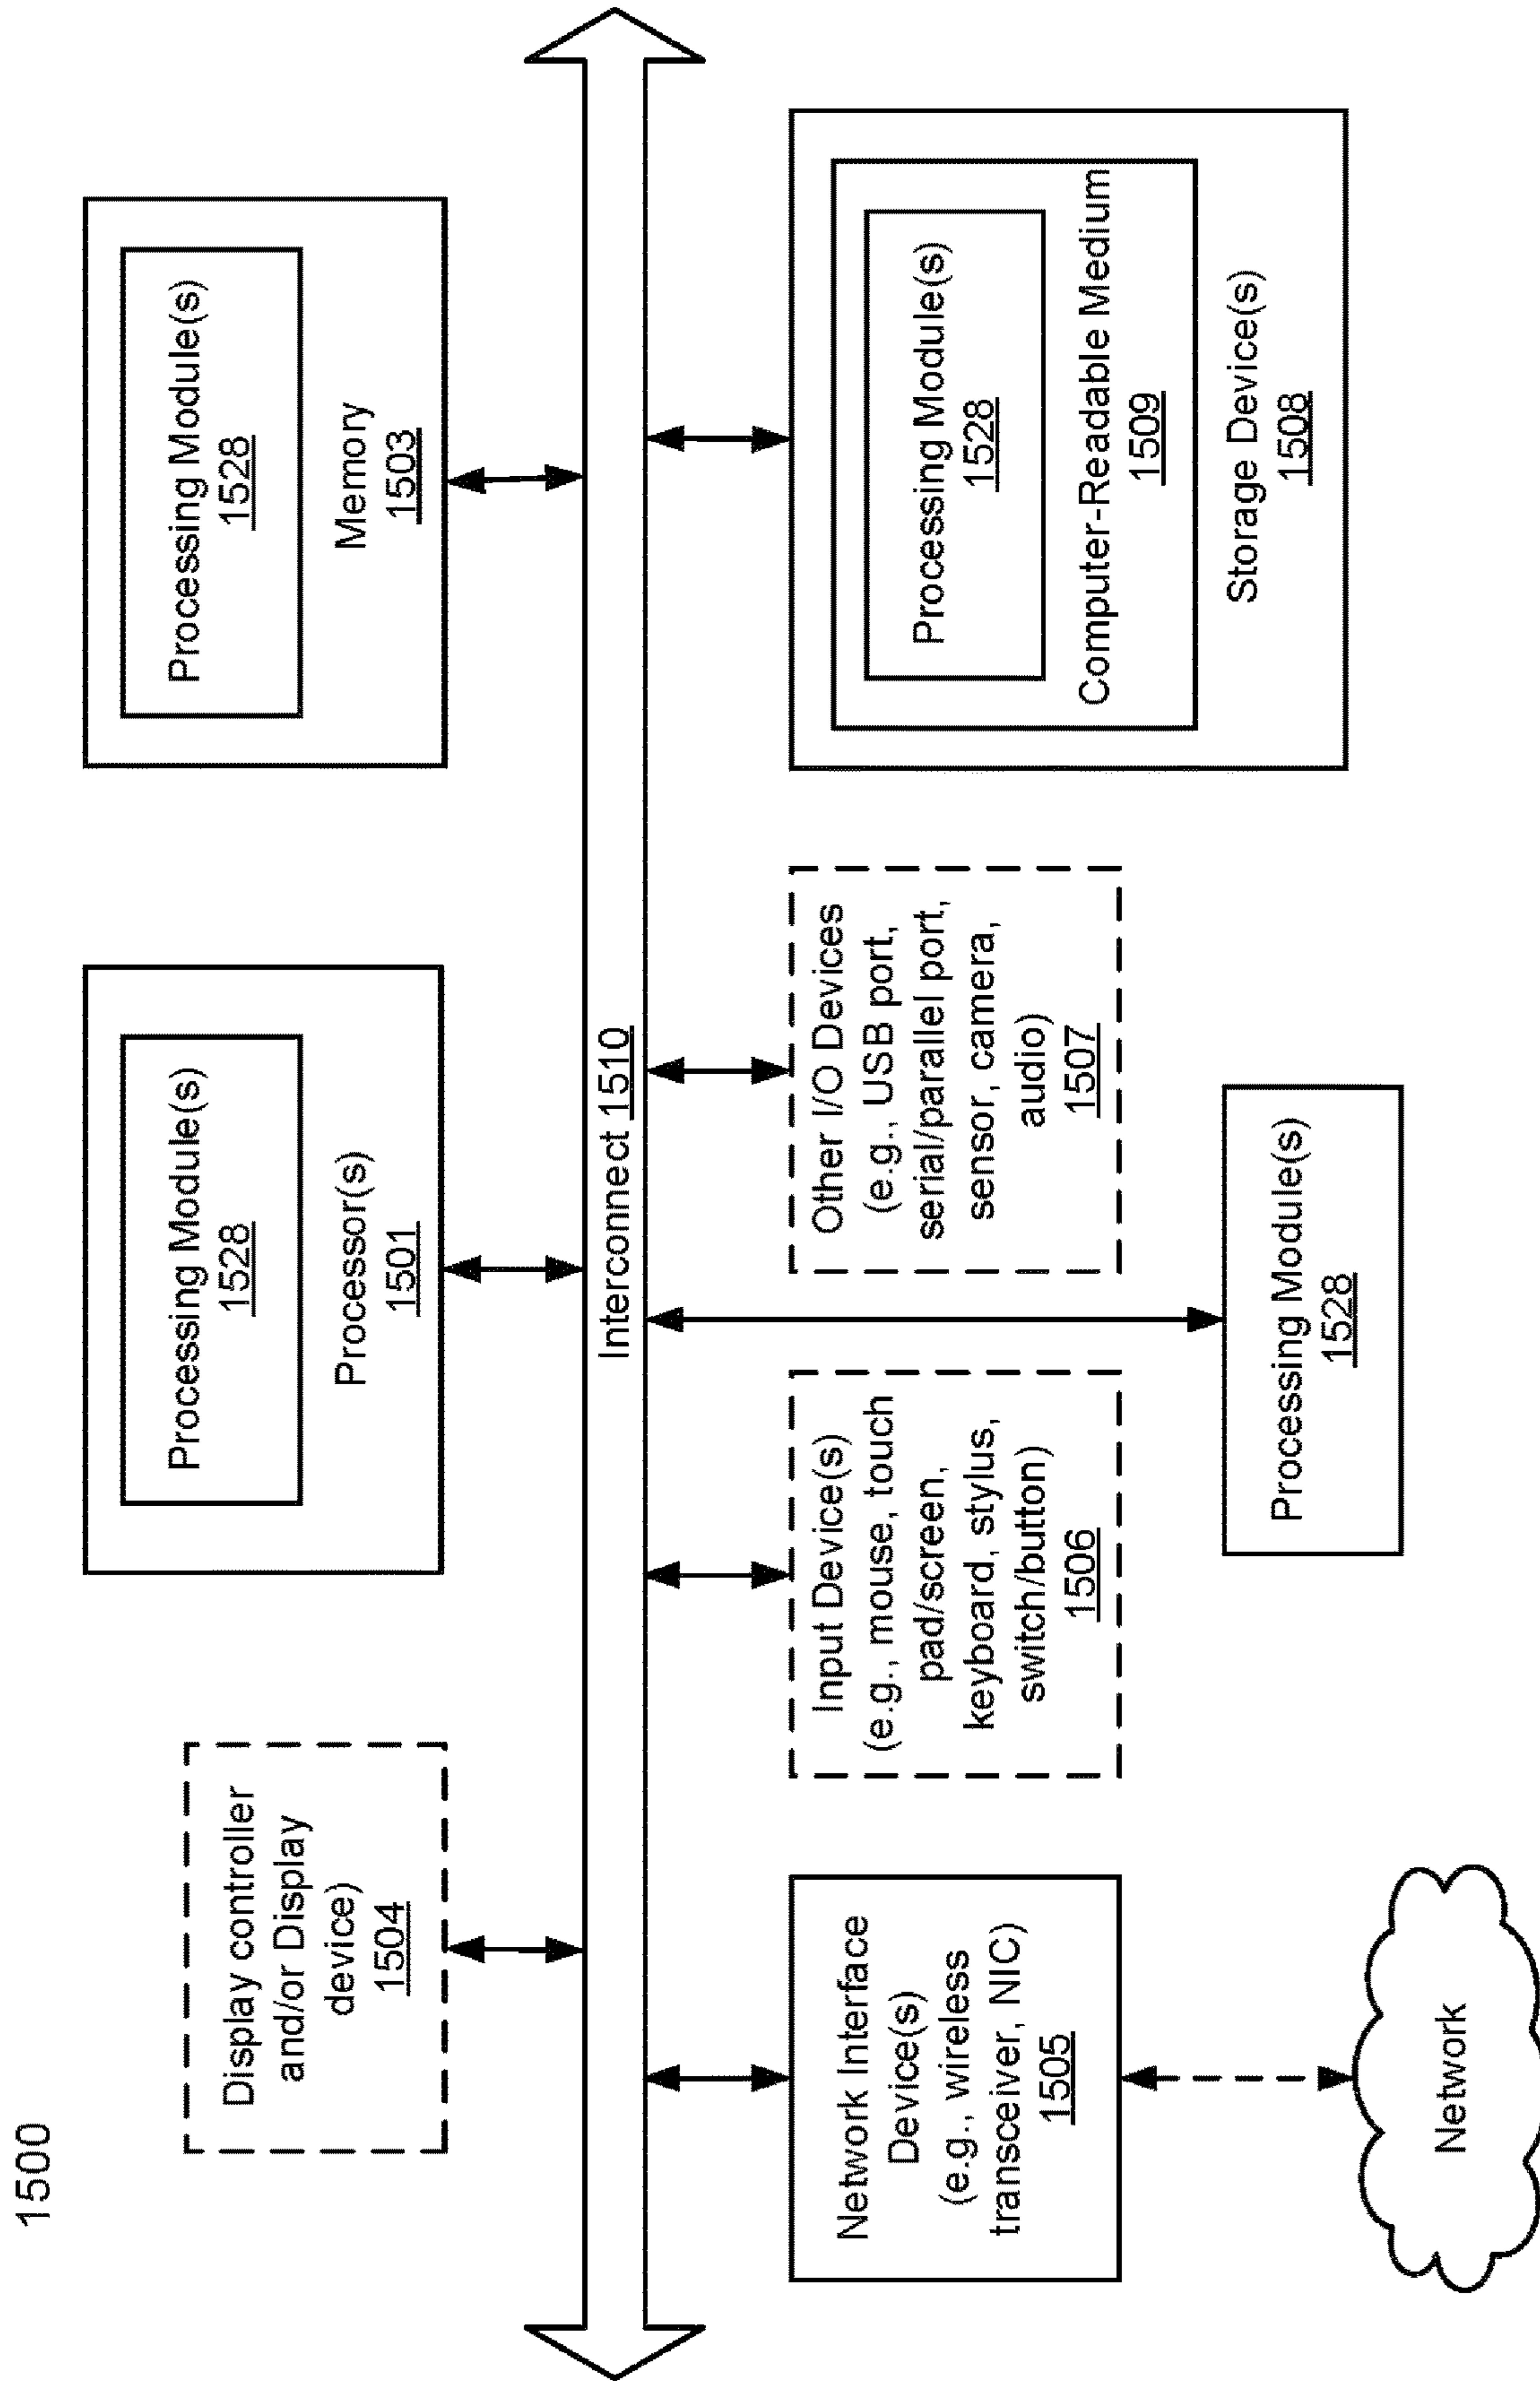 1500
Display controller
and/or Display
device)
1504
Processing Module(s)
1528
Processor(s)
1501
Processing Module(s)
1528
Memory
1503
Interconnect 1510
Network Interface
Device(s)
(e.g., wireless
transceiver, NIC)
1505
Input Device(s)
(e.g., mouse, touch
pad/screen,
keyboard, stylus,
switch/button)
1506
Other I/O Devices
(e.g., USB port,
serial/parallel port,
sensor, camera,
audio)
1507
Processing Module(s)
1528
Computer-Readable Medium
1509
Storage Device(s)
1508
Processing Module(s)
1528
Network